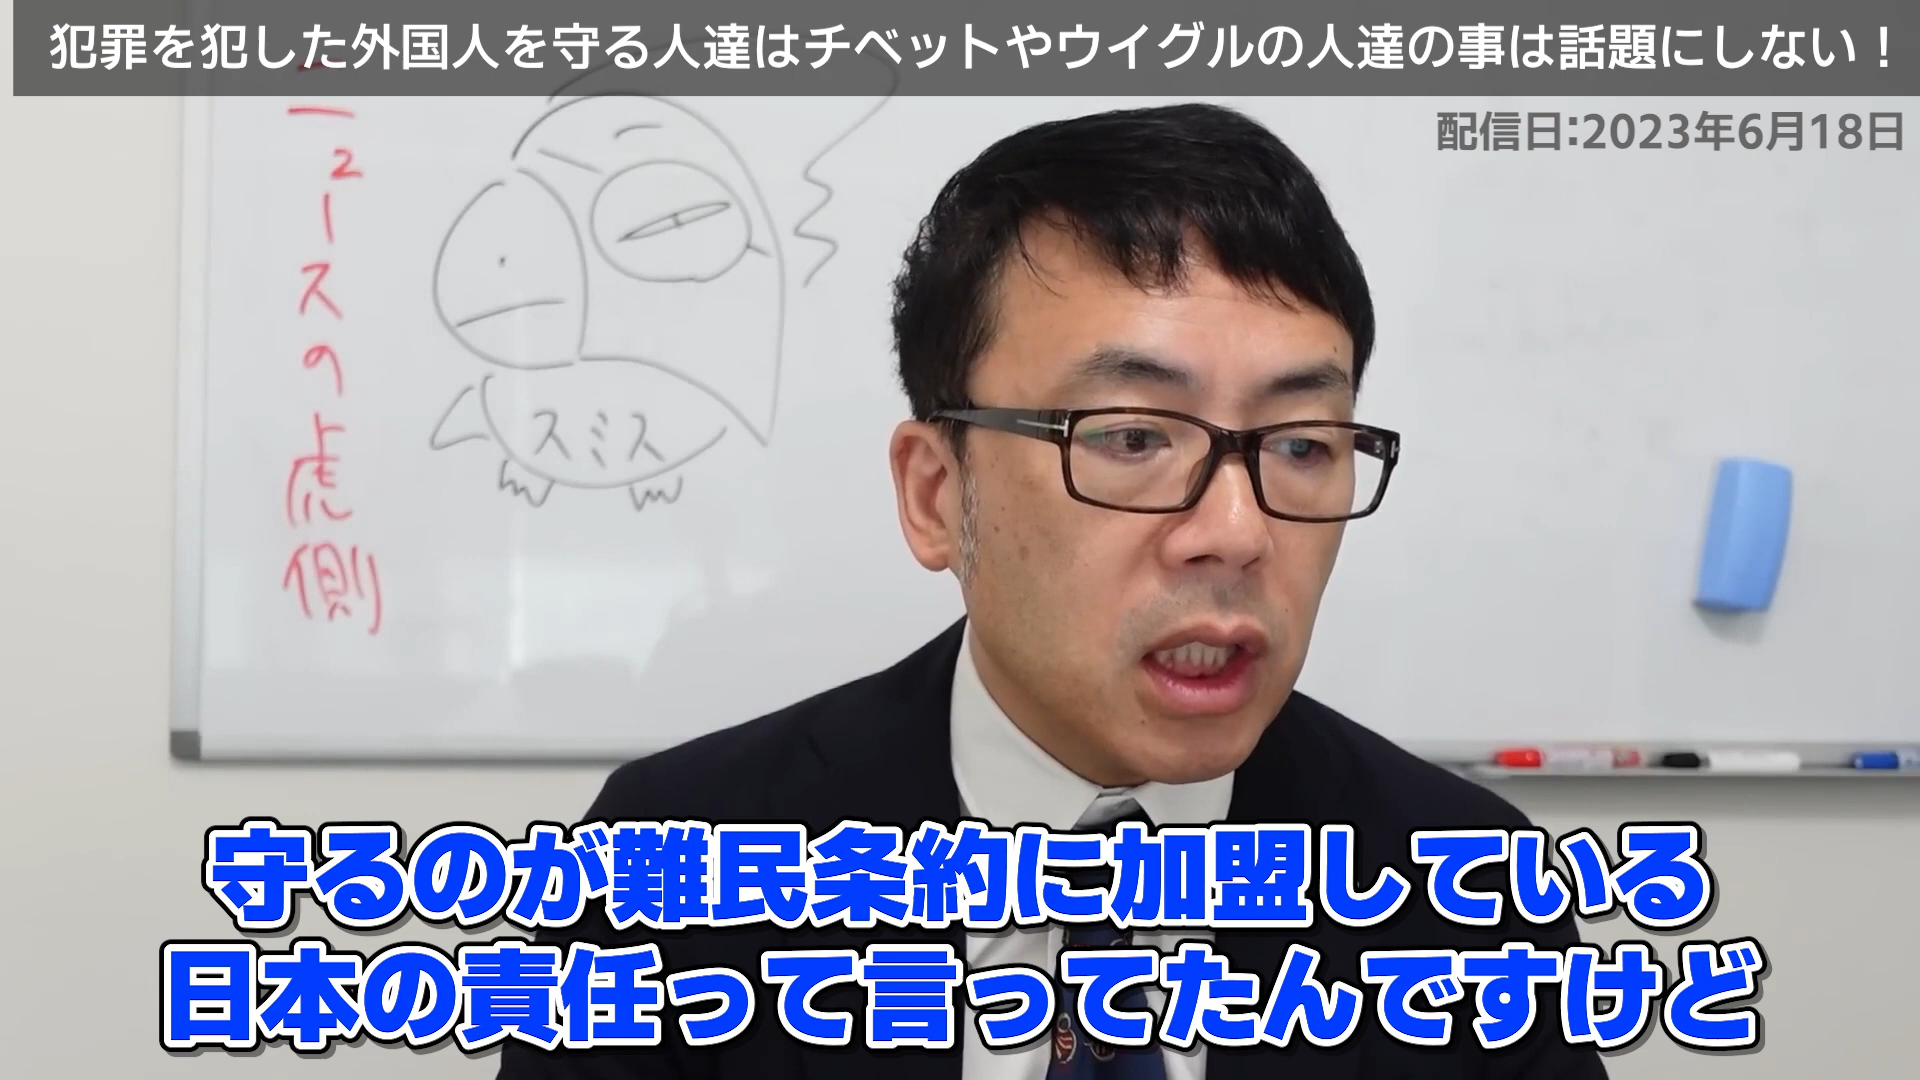 犯罪を犯した外国人を守る人達はチベットやウイグルの人達の事は話題にしない！
配信日:2023年6月18日
ニュースの虎側
スミス
守るのが難民条約に加盟している
日本の責任って言ってたんですけど